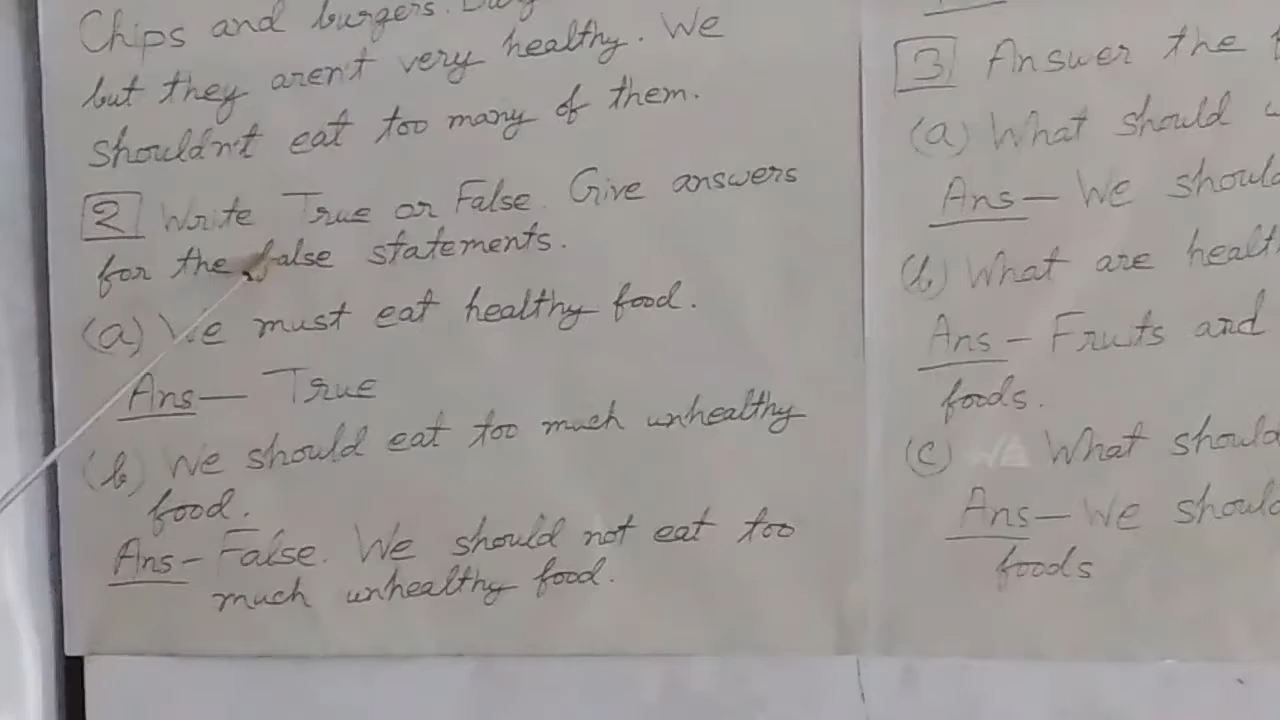 Chips and burgers.
but they aren't very healthy. We
shouldn't eat too many of them.
2 Write True or False. Give answers
for the false statements.
(a) We must eat healthy food.
Ans— True
(b) We should eat too much unhealthy
food.
Ans- False. We should not eat too
much unhealthy food.
3 Answer the
(a) What should
Ans— We should
(b) What are
Ans- Fruits and
foods.
(c) What should
Ans— We should
foods